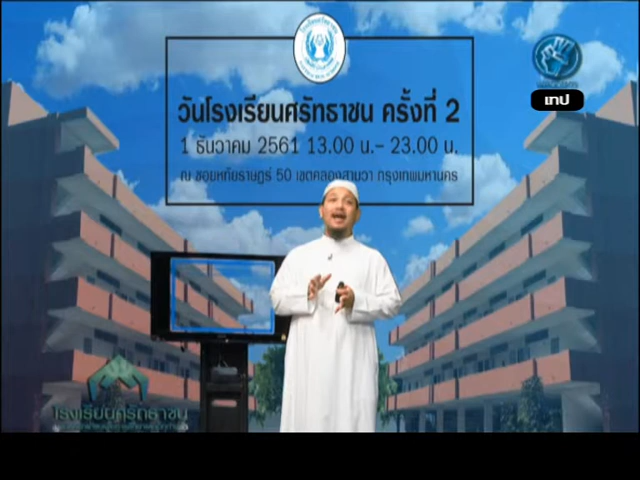 วันโรงเรียนศรัทธาชน ครั้งที่ 2
เทป
1 ธันวาคม 2561 13.00 น.- 23.00 น.
ณ ซอยหทัยราษฎร์ 50 เขตคลองสามวา กรุงเทพมหานคร
โรงเรียนศรัทธาชน